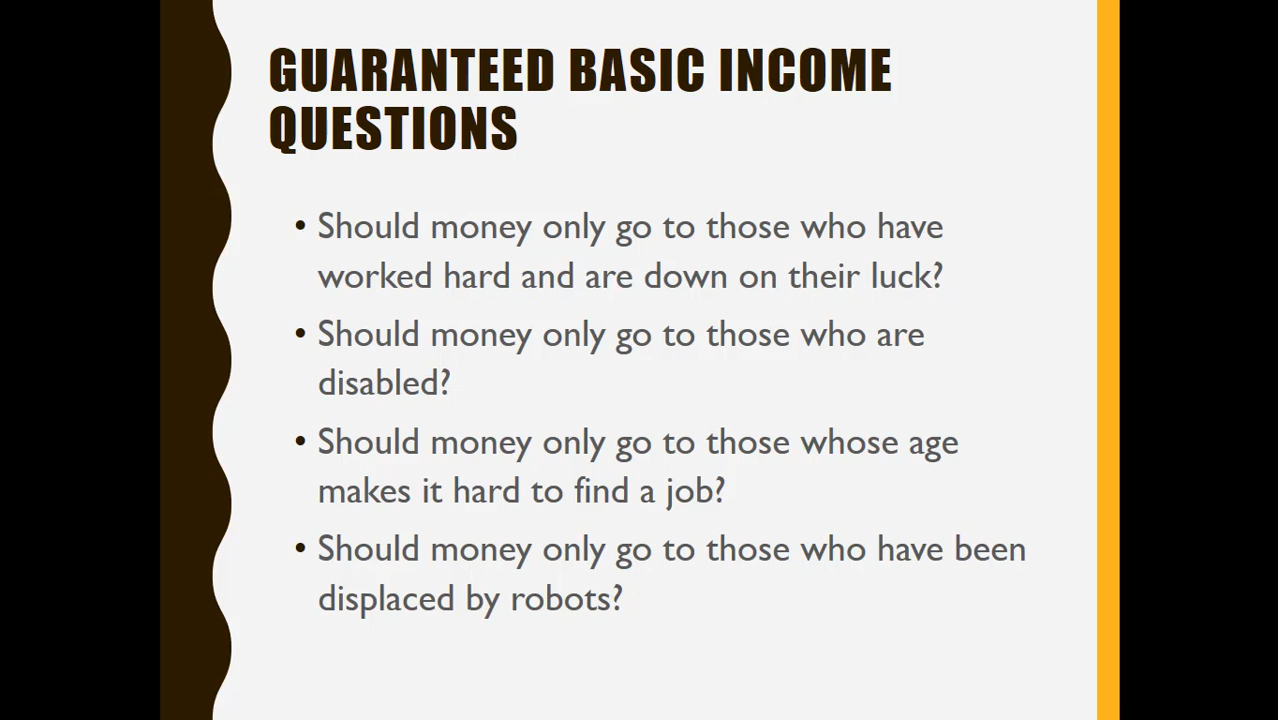 GUARANTEED BASIC INCOME
QUESTIONS
• Should money only go to those who have
worked hard and are down on their luck?
• Should money only go to those who are
disabled?
• Should money only go to those whose age
makes it hard to find a job?
• Should money only go to those who have been
displaced by robots?